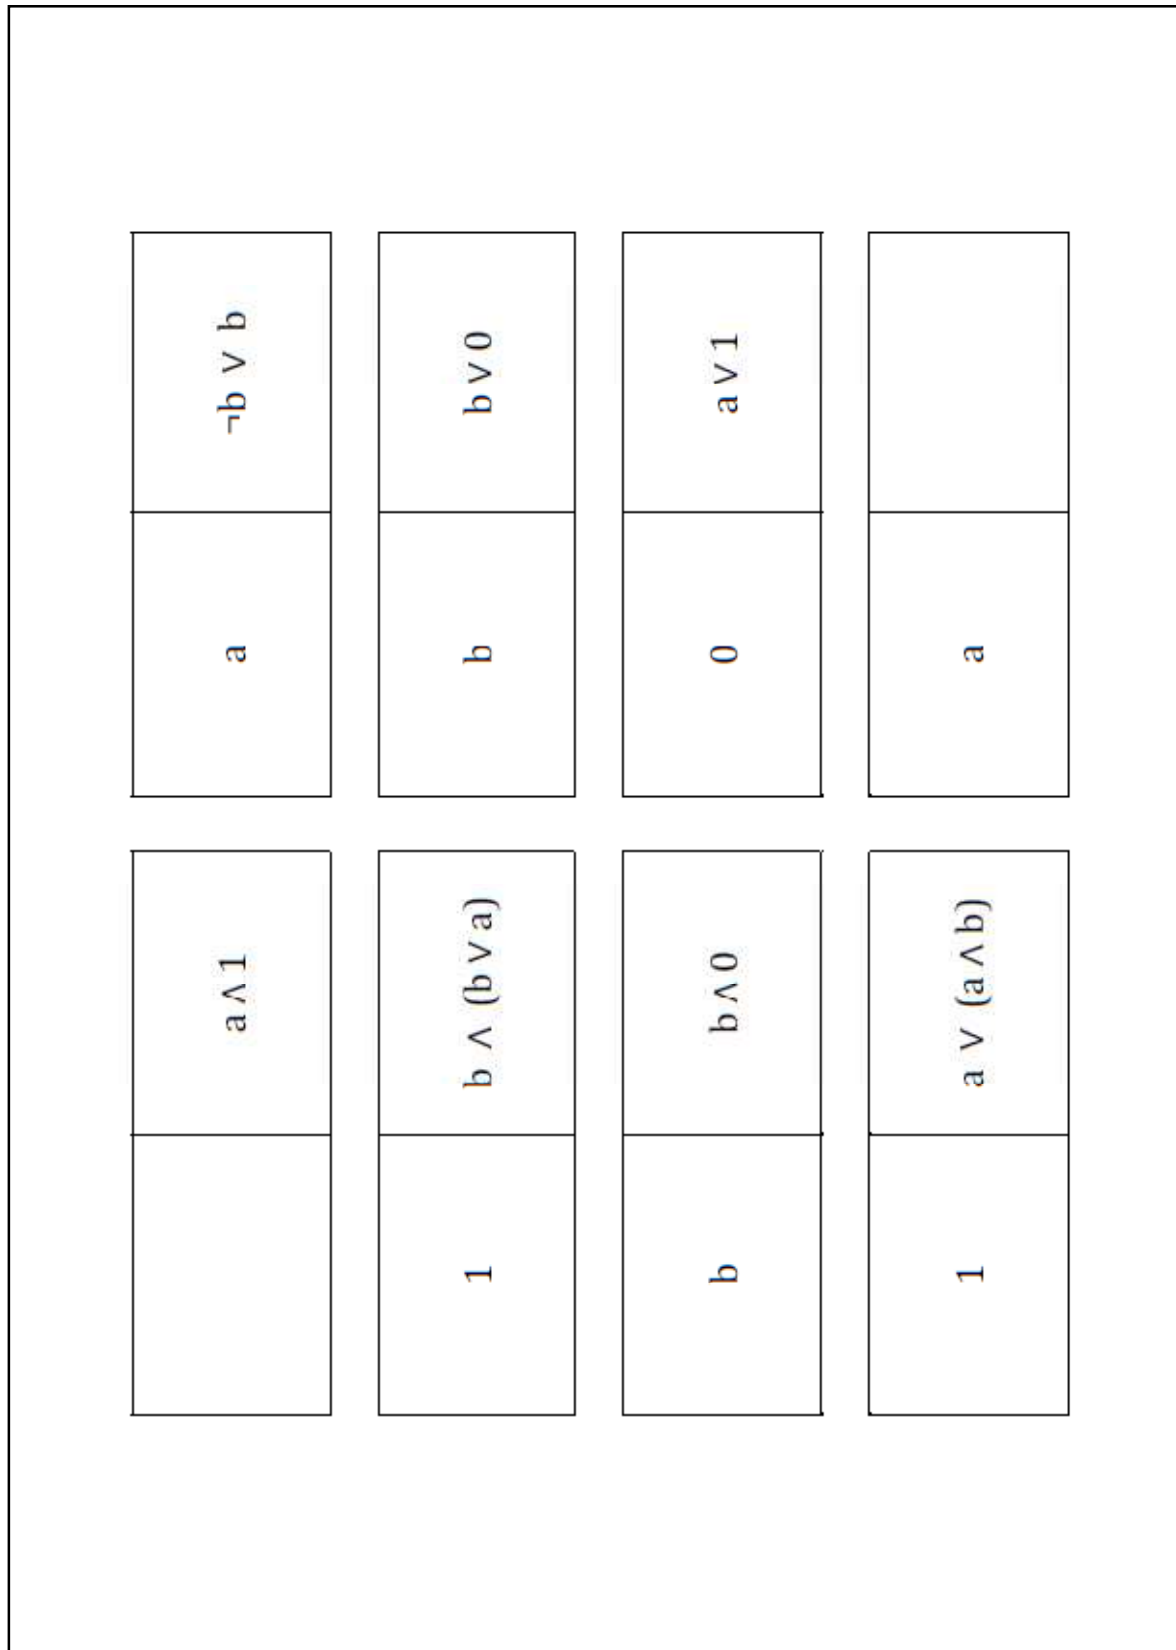 a ∧ 1
a
¬b ∨ b
1
b ∧ (b ∨ a)
b
b ∨ 0
b
b ∧ 0
0
a ∨ 1
1
a ∨ (a ∧ b)
a